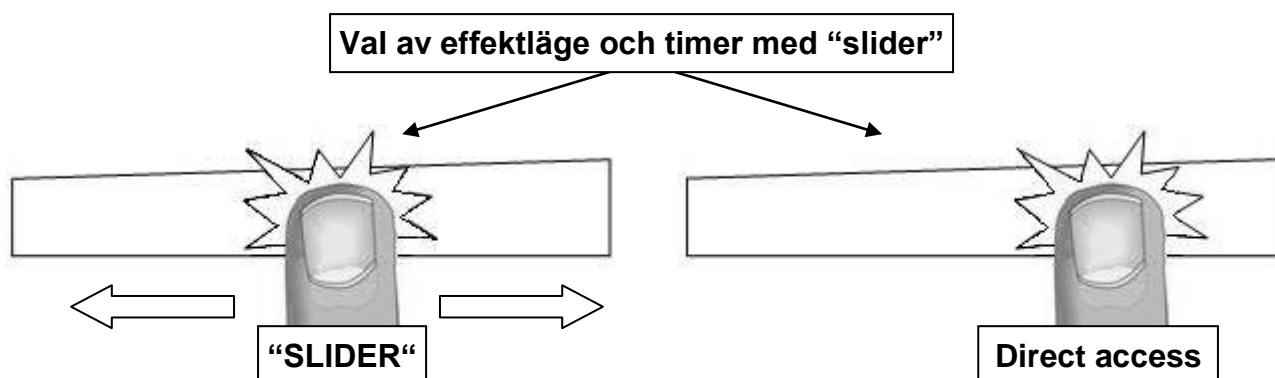 Val av effektläge och timer med “slider”
“SLIDER“
Direct access